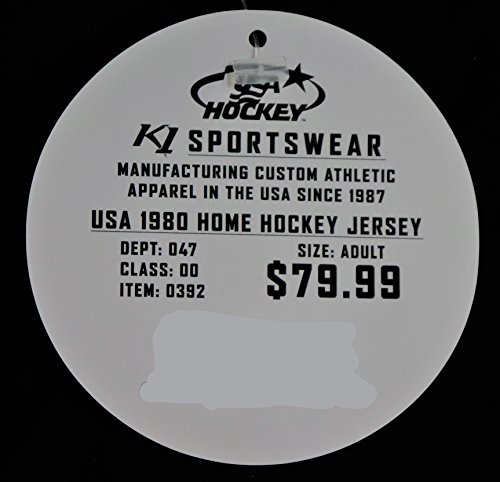 USA
HOCKEY
K1 SPORTSWEAR
MANUFACTURING CUSTOM ATHLETIC
APPAREL IN THE USA SINCE 1987
USA 1980 HOME HOCKEY JERSEY
DEPT: 047 SIZE: ADULT
CLASS: 00 $79.99
ITEM: 0392